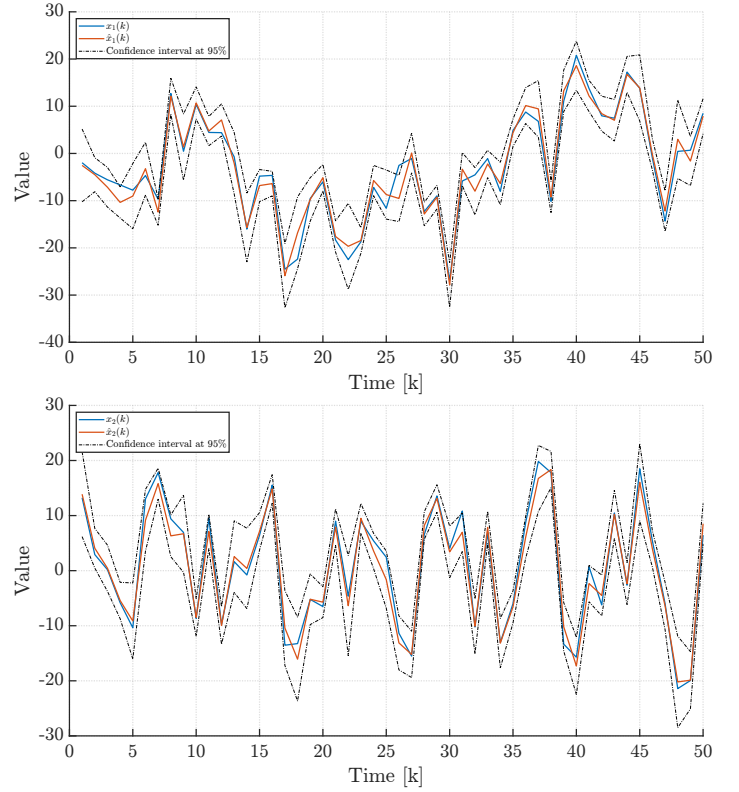 30
x₁(k)
x̂₁(k)
Confidence interval at 95%
20
10
0
-10
-20
-30
-40
Value
0 5 10 15 20 25 30 35 40 45 50
Time [k]
30
x₂(k)
x̂₂(k)
Confidence interval at 95%
20
10
0
-10
-20
-30
Value
0 5 10 15 20 25 30 35 40 45 50
Time [k]